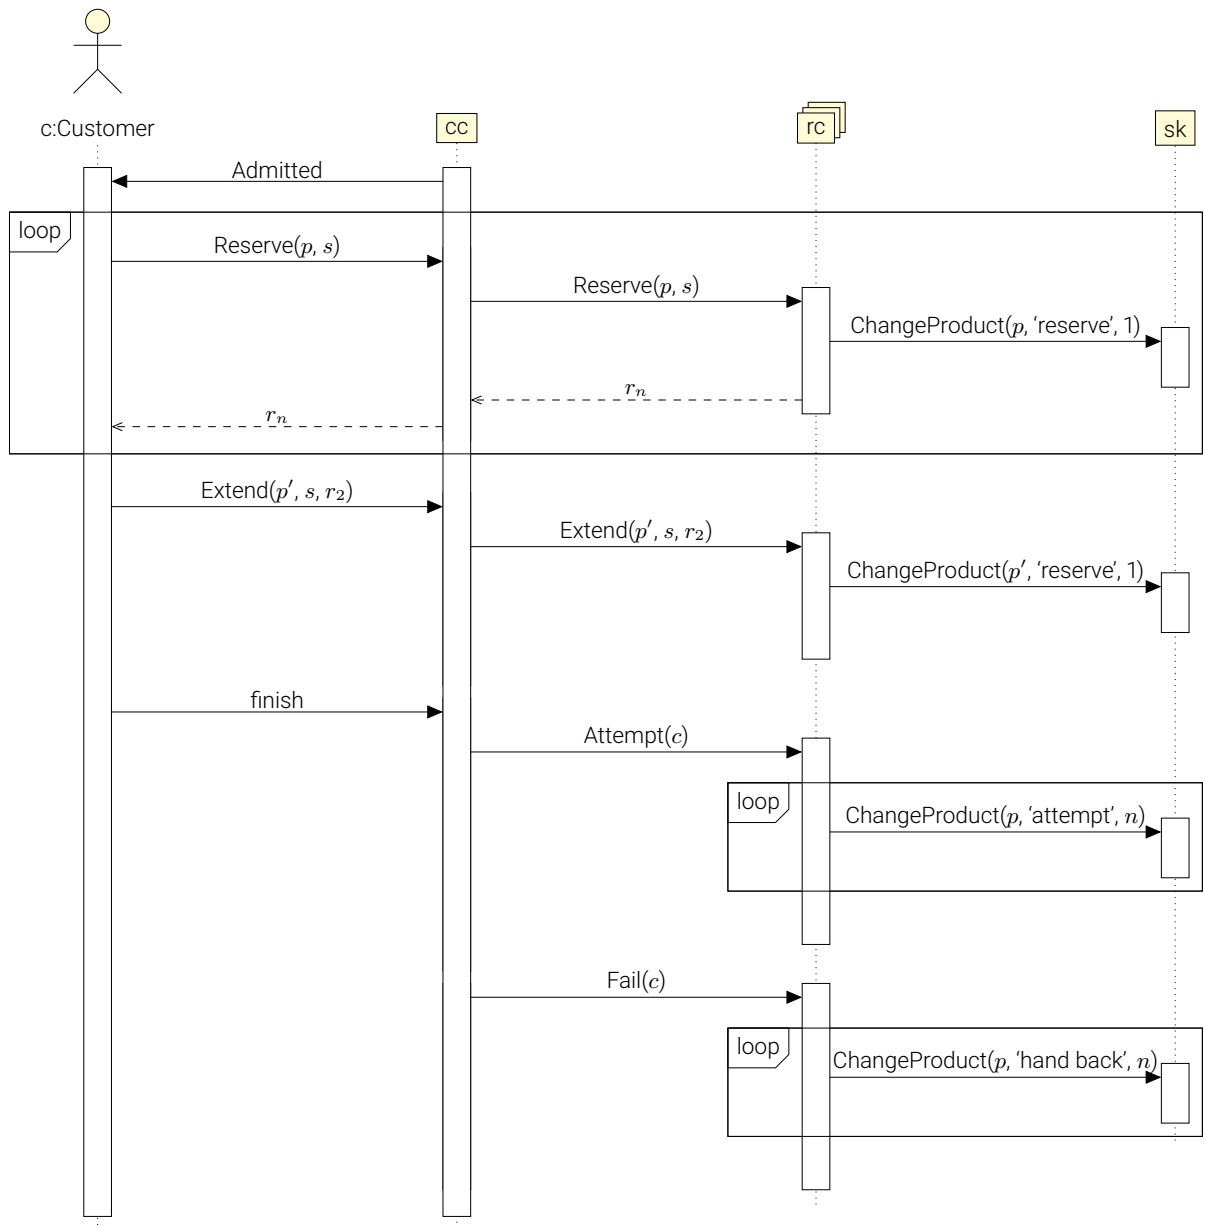 c:Customer
cc
rc
sk
Admitted
loop
Reserve(p, s)
Reserve(p, s)
ChangeProduct(p, ‘reserve’, 1)
rₙ
rₙ
Extend(p′, s, r₂)
Extend(p′, s, r₂)
ChangeProduct(p′, ‘reserve’, 1)
finish
Attempt(c)
loop
ChangeProduct(p, ‘attempt’, n)
Fail(c)
loop
ChangeProduct(p, ‘hand back’, n)